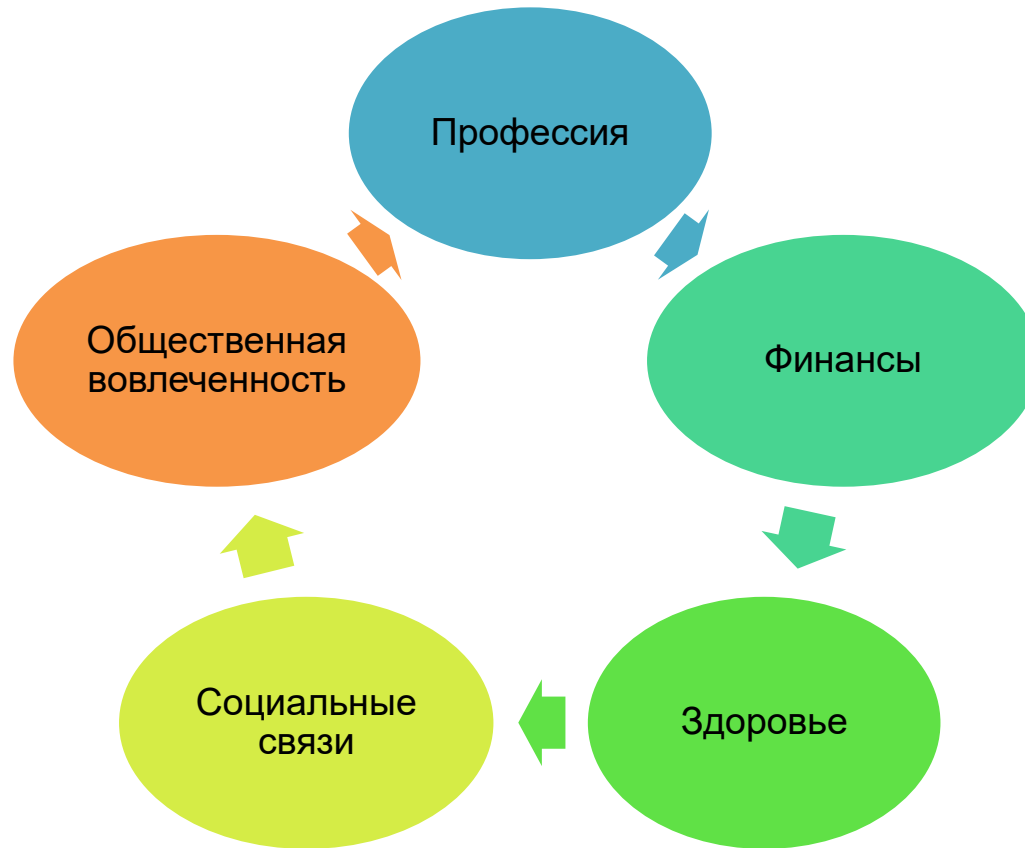 Профессия
Финансы
Здоровье
Социальные
связи
Общественная
вовлеченность